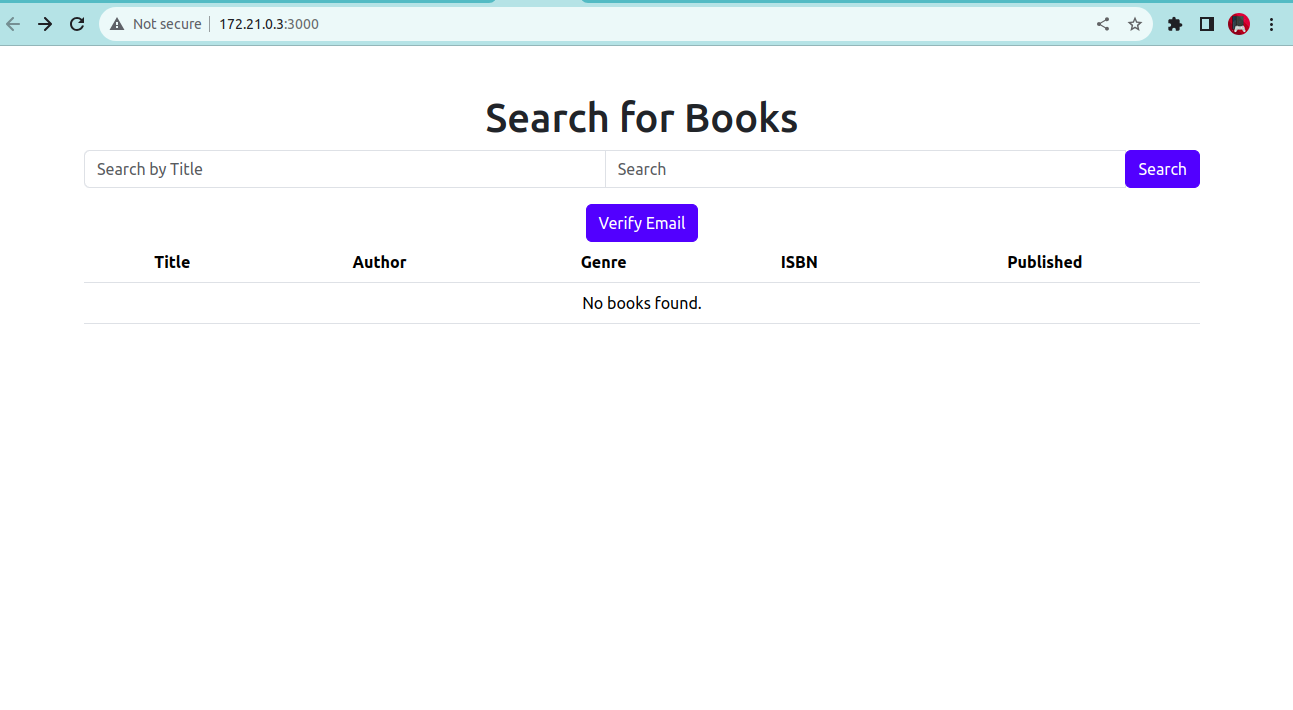 Not secure 172.21.0.3:3000
Search for Books
Search by Title Search Search
Verify Email
Title Author Genre ISBN Published
No books found.